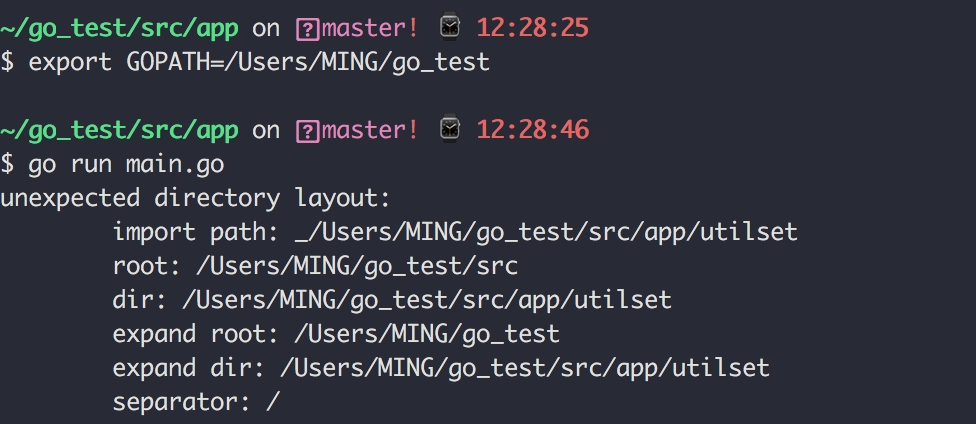 ~/go_test/src/app on ?master! 12:28:25
$ export GOPATH=/Users/MING/go_test
~/go_test/src/app on ?master! 12:28:46
$ go run main.go
unexpected directory layout:
import path: _/Users/MING/go_test/src/app/utilset
root: /Users/MING/go_test/src
dir: /Users/MING/go_test/src/app/utilset
expand root: /Users/MING/go_test
expand dir: /Users/MING/go_test/src/app/utilset
separator: /